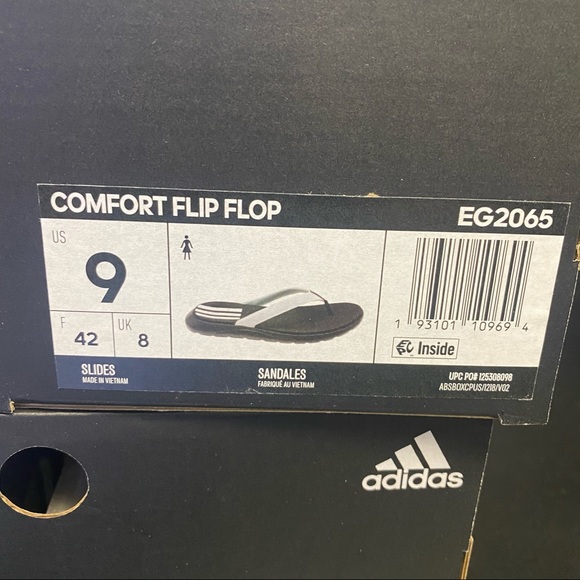 COMFORT FLIP FLOP EG2065
US
9
F
42
UK
8
1 93101 10969 4
Inside
SLIDES
MADE IN VIETNAM
SANDALES
FABRIQUÉ AU VIETNAM
UPC PO# 125308098
ABSBOXCPUS/1218/V02
adidas